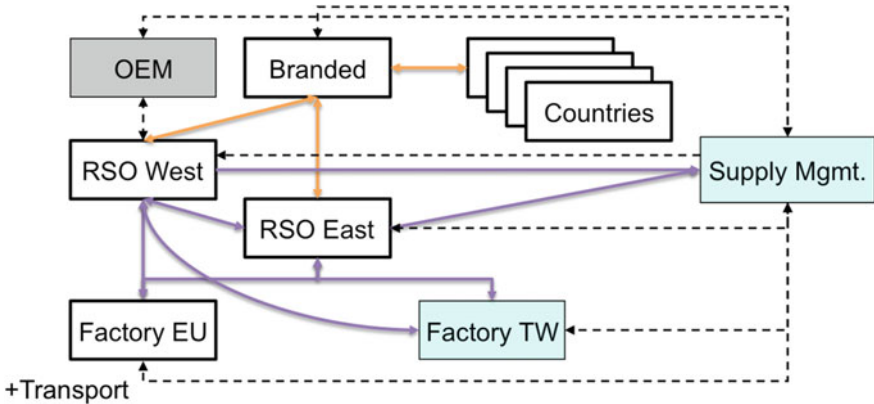 OEM
Branded
Countries
RSO West
Supply Mgmt.
RSO East
Factory EU
Factory TW
+Transport